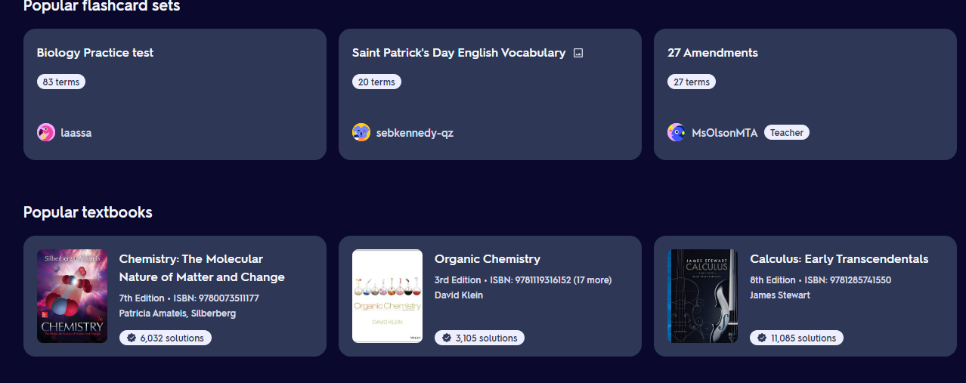 Popular flashcard sets
Biology Practice test
83 terms
laassa
Saint Patrick's Day English Vocabulary
20 terms
sebkennedy-qz
27 Amendments
27 terms
MsOlsonMTA Teacher
Popular textbooks
Silberberg Amateis
CHEMISTRY
Chemistry: The Molecular
Nature of Matter and Change
7th Edition • ISBN: 9780073511177
Patricia Amateis, Silberberg
6,032 solutions
Organic Chemistry
DAVID KLEIN
Organic Chemistry
3rd Edition • ISBN: 9781119316152 (17 more)
David Klein
3,105 solutions
JAMES STEWART
CALCULUS
Calculus: Early Transcendentals
8th Edition • ISBN: 9781285741550
James Stewart
11,085 solutions